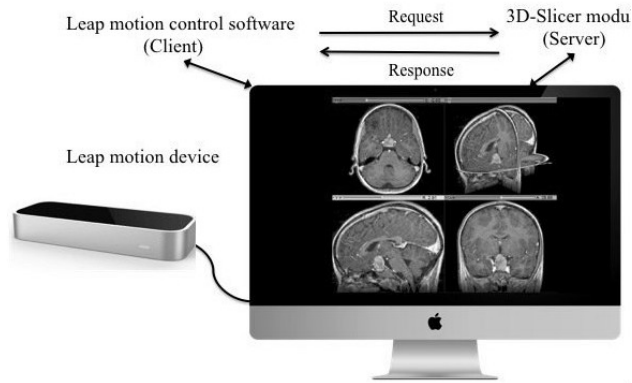 Leap motion control software
(Client)
Request
Response
3D-Slicer modu
(Server)
Leap motion device